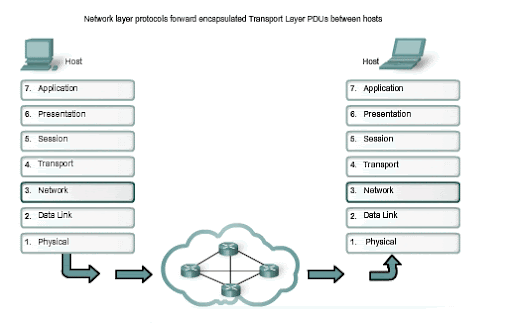 Network layer protocols forward encapsulated Transport Layer PDUs between hosts
Host
7. Application
6. Presentation
5. Session
4. Transport
3. Network
2. Data Link
1. Physical
Host
7. Application
6. Presentation
5. Session
4. Transport
3. Network
2. Data Link
1. Physical